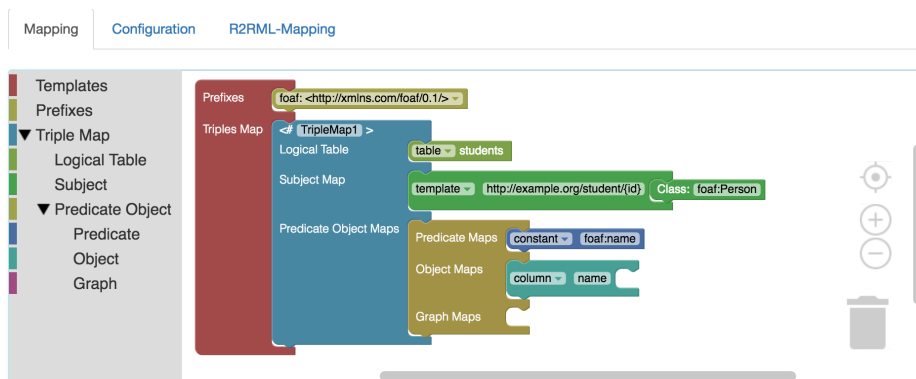 Mapping Configuration R2RML-Mapping
Templates
Prefixes
Triple Map
Logical Table
Subject
Predicate Object
Predicate
Object
Graph
Prefixes foaf: <http://xmlns.com/foaf/0.1/>
Triples Map <# TripleMap1 >
Logical Table table students
Subject Map template http://example.org/student/{id} Class: foaf:Person
Predicate Object Maps Predicate Maps constant foaf:name
Object Maps column name
Graph Maps